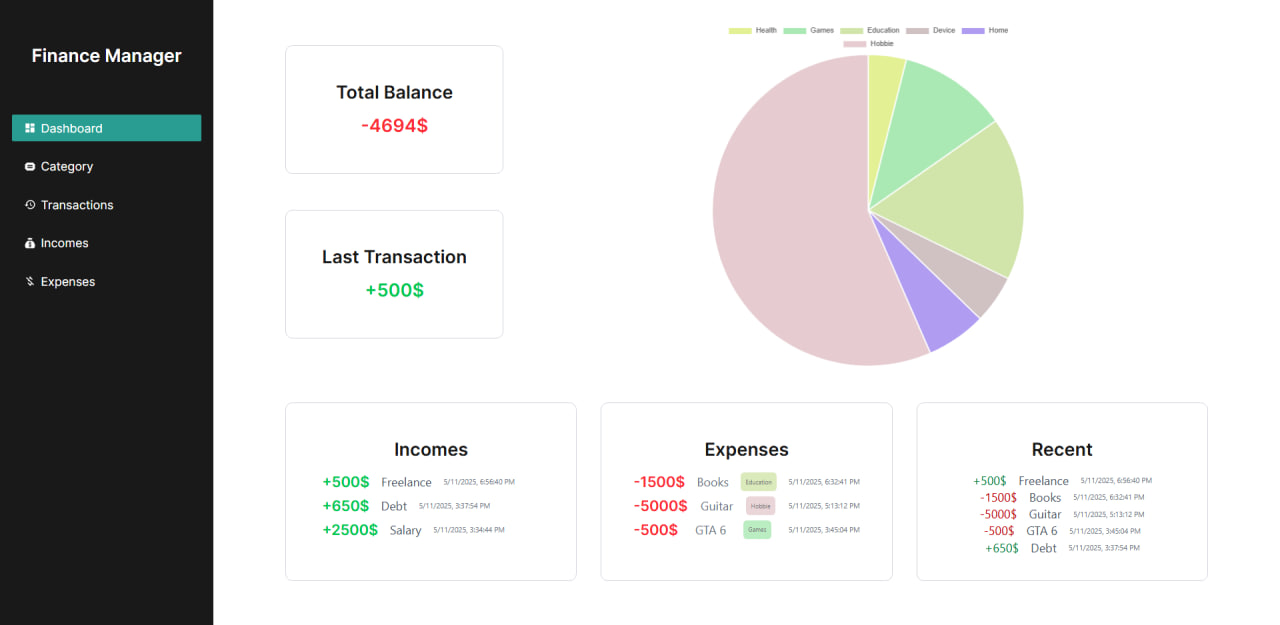 Finance Manager
Dashboard
Category
Transactions
Incomes
Expenses
Total Balance
-4694$
Last Transaction
+500$
Health Games Education Device Home
Hobbie
Incomes
+500$ Freelance 5/11/2025, 6:56:40 PM
+650$ Debt 5/11/2025, 3:37:54 PM
+2500$ Salary 5/11/2025, 3:34:44 PM
Expenses
-1500$ Books Education 5/11/2025, 6:32:41 PM
-5000$ Guitar Hobbie 5/11/2025, 5:13:12 PM
-500$ GTA 6 Games 5/11/2025, 3:45:04 PM
Recent
+500$ Freelance 5/11/2025, 6:56:40 PM
-1500$ Books 5/11/2025, 6:32:41 PM
-5000$ Guitar 5/11/2025, 5:13:12 PM
-500$ GTA 6 5/11/2025, 3:45:04 PM
+650$ Debt 5/11/2025, 3:37:54 PM